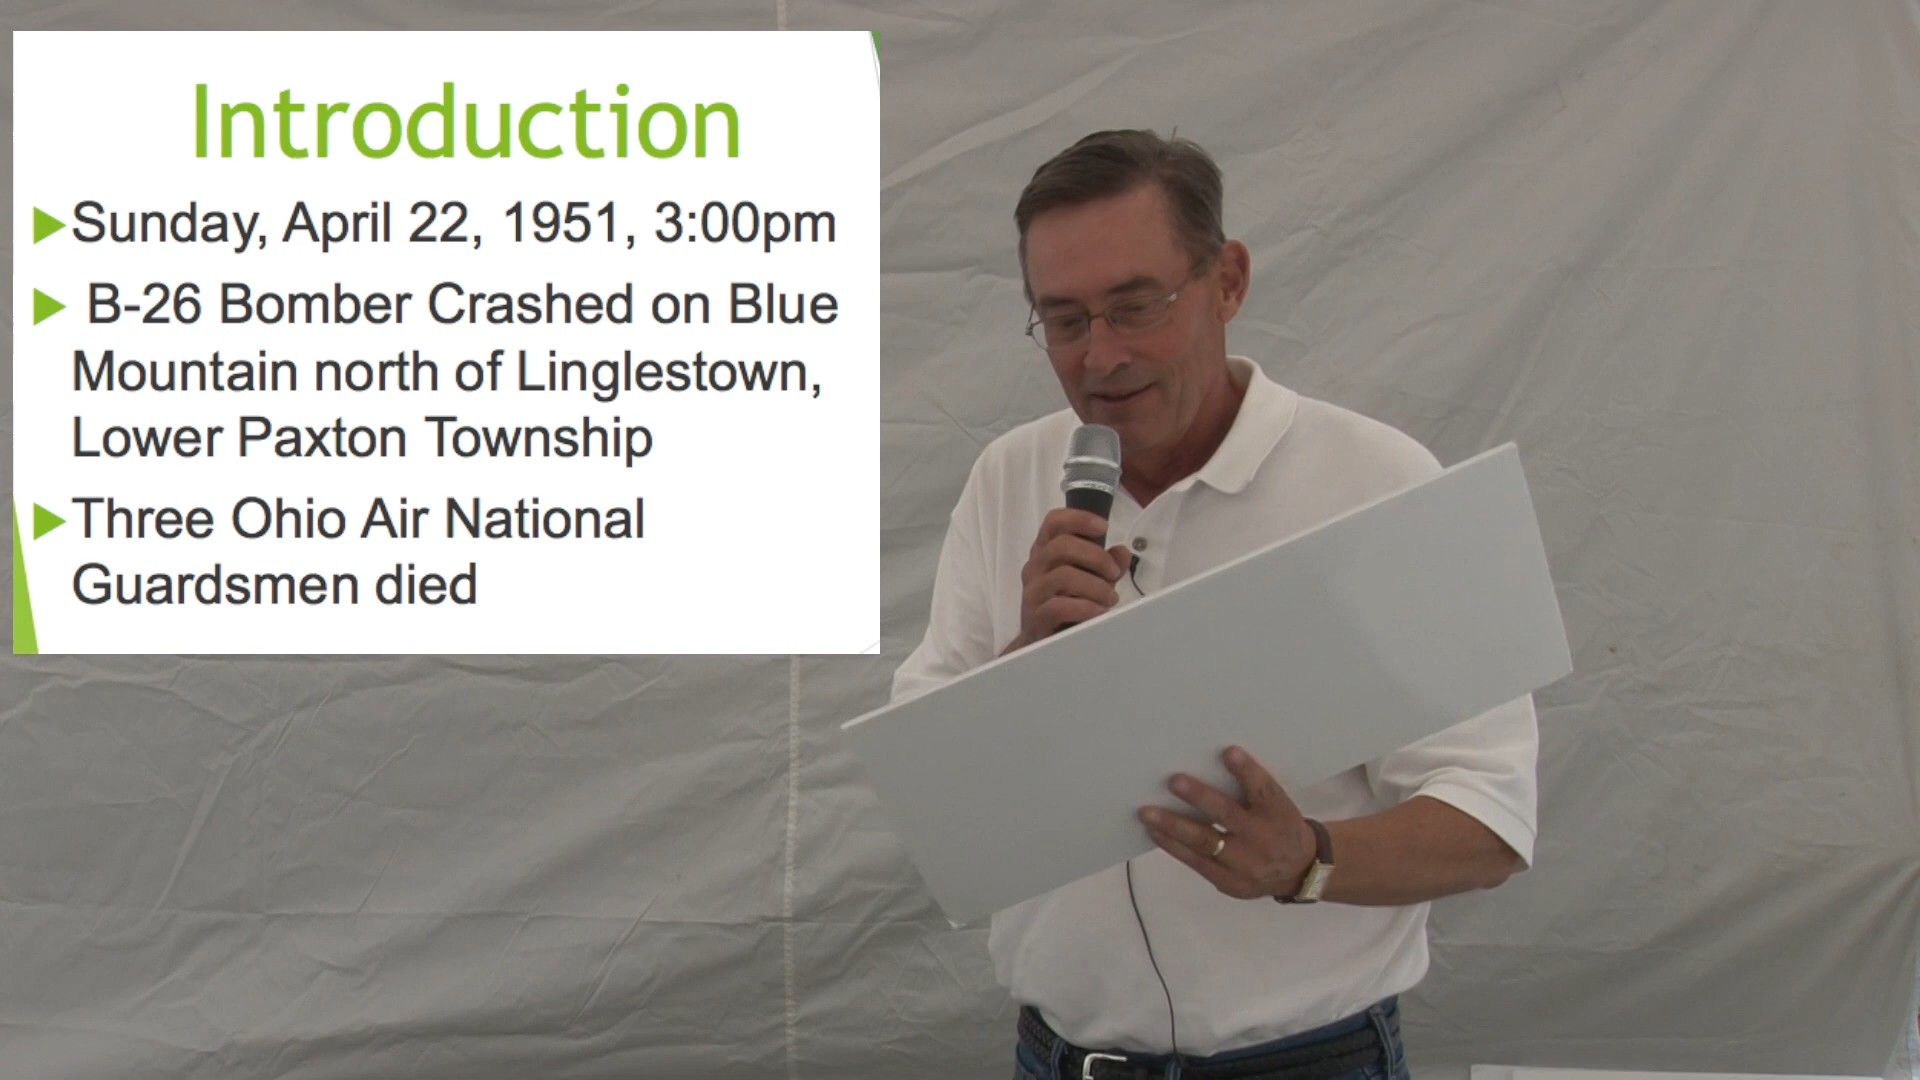 Introduction
Sunday, April 22, 1951, 3:00pm
B-26 Bomber Crashed on Blue
Mountain north of Linglestown,
Lower Paxton Township
Three Ohio Air National
Guardsmen died